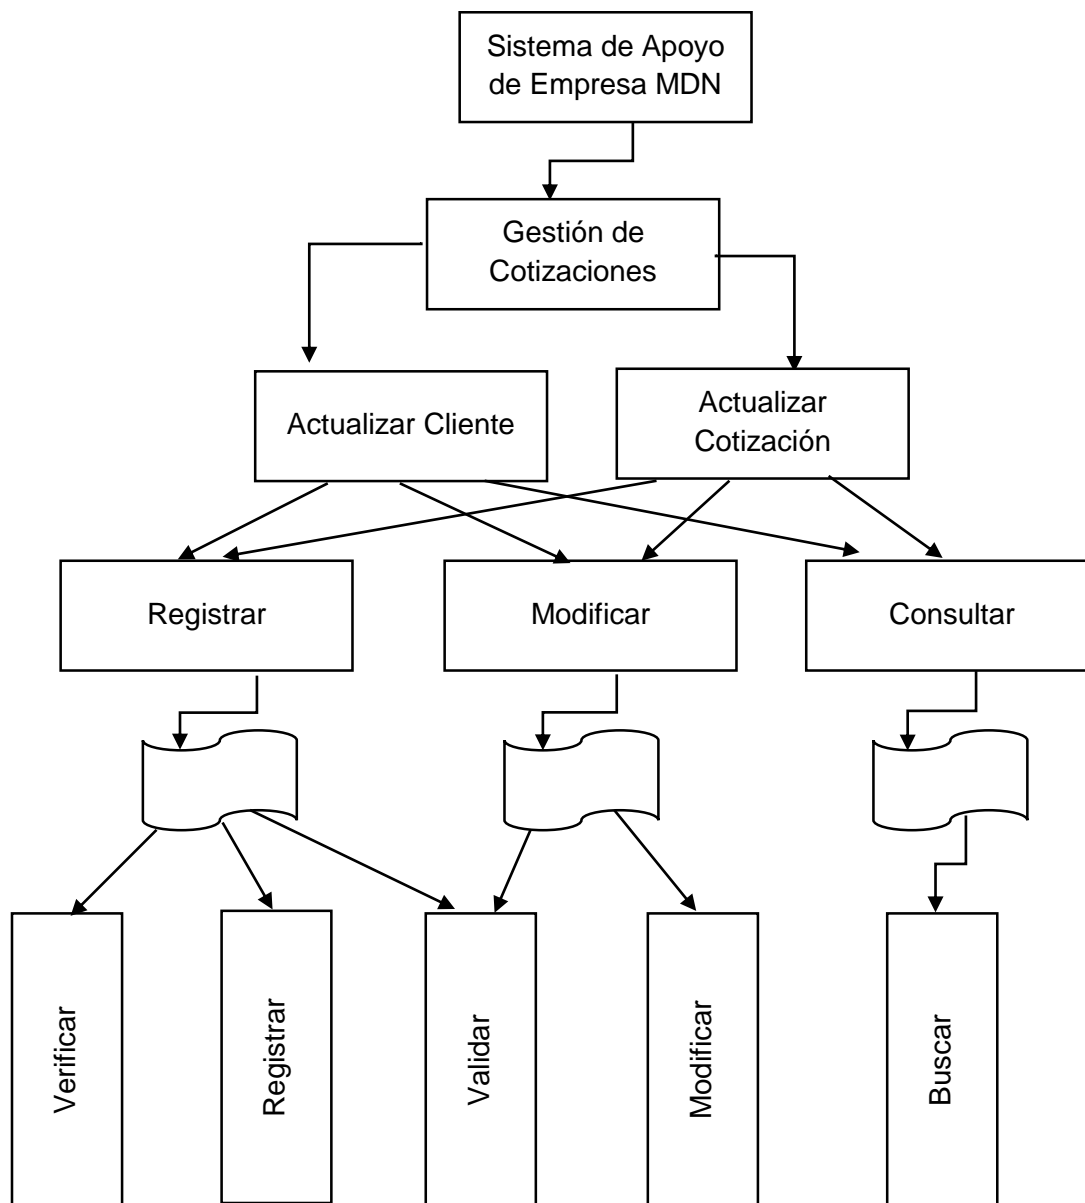 Sistema de Apoyo
de Empresa MDN
Gestión de
Cotizaciones
Actualizar Cliente
Actualizar
Cotización
Registrar
Modificar
Consultar
Verificar
Registrar
Validar
Modificar
Buscar